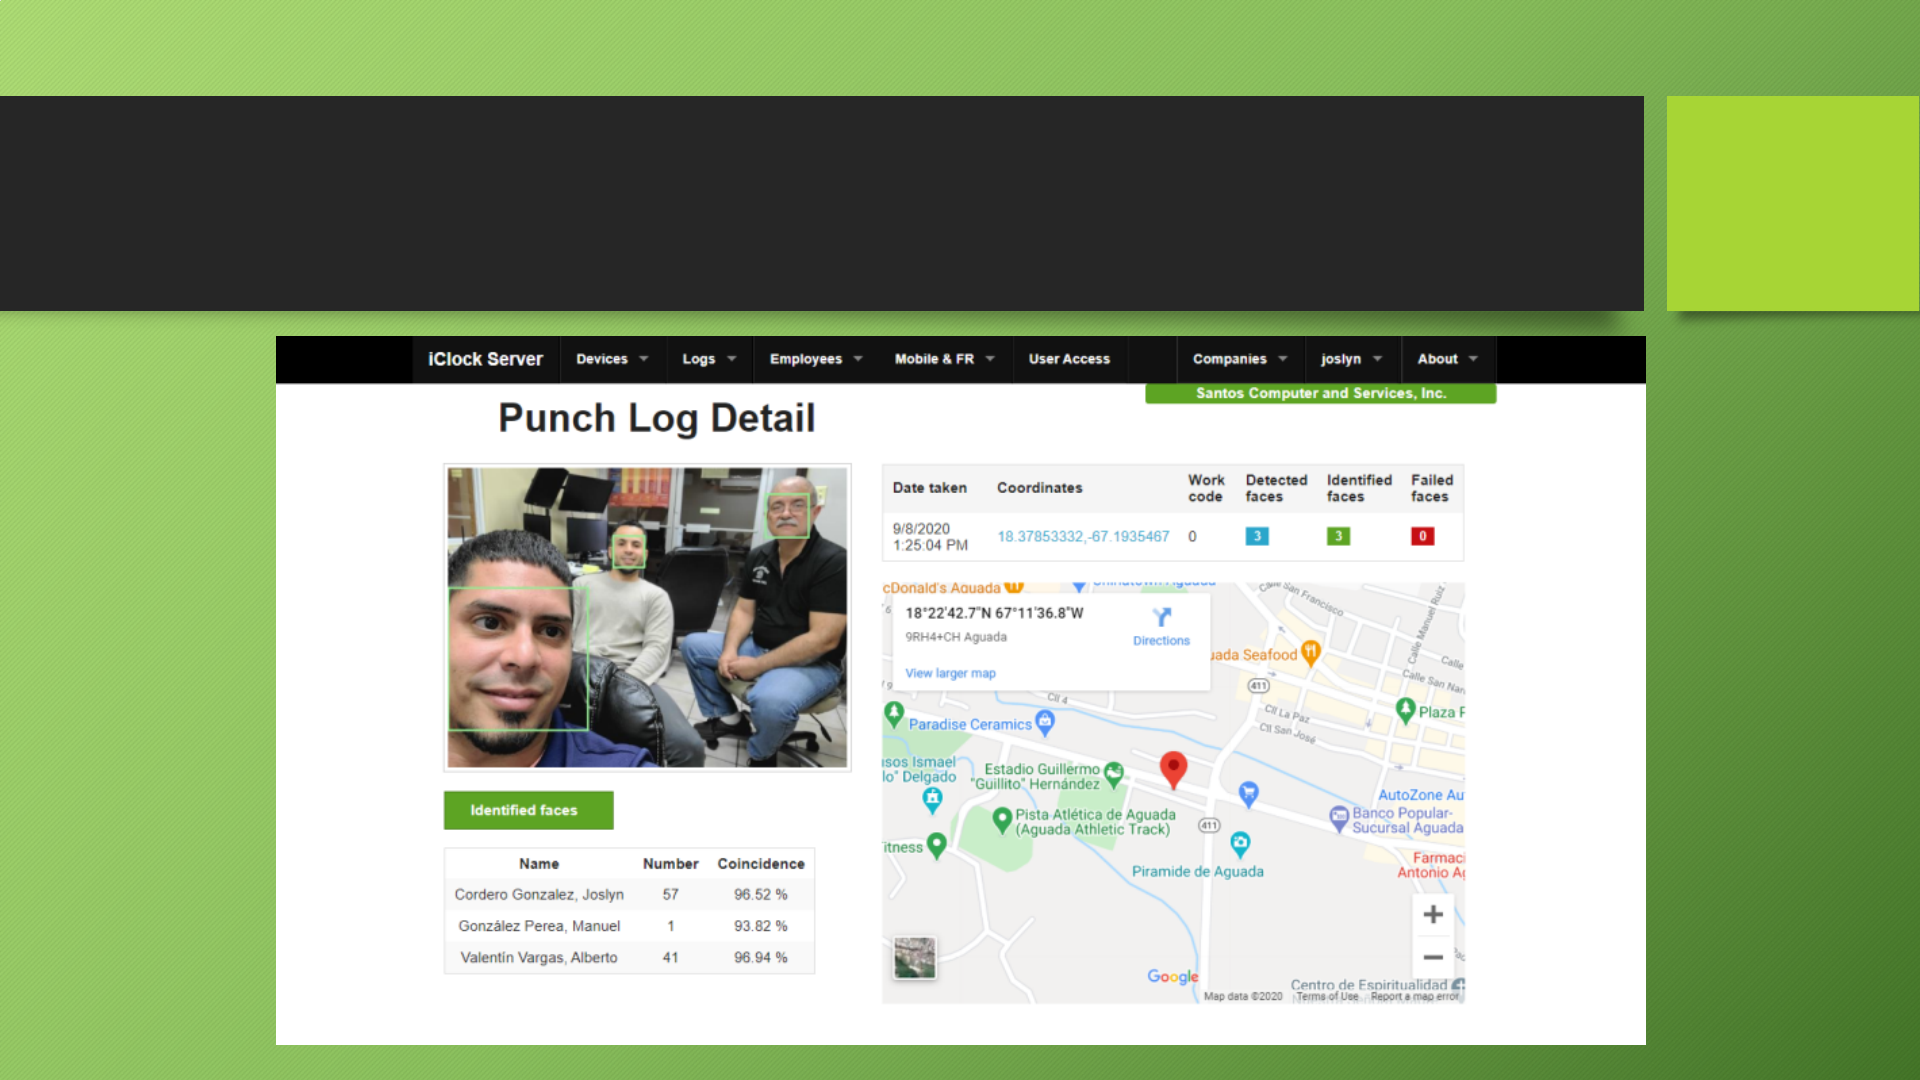 iClock Server Devices Logs Employees Mobile & FR User Access Companies joslyn About
Santos Computer and Services, Inc.
Punch Log Detail
Date taken Coordinates Work code Detected faces Identified faces Failed faces
9/8/2020 1:25:04 PM 18.37853332,-67.1935467 0 3 3 0
Identified faces
Name Number Coincidence
Cordero Gonzalez, Joslyn 57 96.52 %
González Perea, Manuel 1 93.82 %
Valentín Vargas, Alberto 41 96.94 %
cDonald's Aguada
Calle San Francisco
Calle Manuel Ruiz
18°22'42.7"N 67°11'36.8"W
9RH4+CH Aguada
Directions
View larger map
uada Seafood
411
Calle
Calle San
Ctl 4
Ctl La Paz
Ctl San José
Plaza
Paradise Ceramics
sos Ismael
lo" Delgado
Estadio Guillermo
"Guillito" Hernández
AutoZone Au
Banco Popular-
Sucursal Aguada
Pista Atlética de Aguada
(Aguada Athletic Track)
411
itness
Piramide de Aguada
Farmaci
Antonio
+
−
Google
Centro de Espiritualidad
Map data ©2020 Terms of Use Report a map error